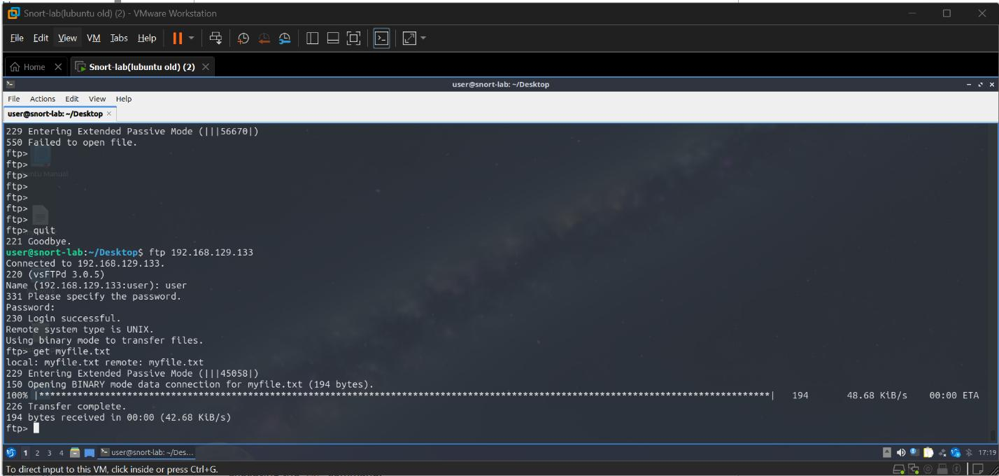 Snort-lab(lubuntu old) (2) - VMware Workstation
File Edit View VM Tabs Help
Home
Snort-lab(lubuntu old) (2)
user@snort-lab: ~/Desktop
File Actions Edit View Help
user@snort-lab: ~/Desktop
229 Entering Extended Passive Mode (|||56670|)
550 Failed to open file.
ftp>
ftp>
ftp>
ftp>
ftp>
ftp>
ftp>
ftp> quit
221 Goodbye.
user@snort-lab:~/Desktop$ ftp 192.168.129.133
Connected to 192.168.129.133.
220 (vsFTPd 3.0.5)
Name (192.168.129.133:user): user
331 Please specify the password.
Password:
230 Login successful.
Remote system type is UNIX.
Using binary mode to transfer files.
ftp> get myfile.txt
local: myfile.txt remote: myfile.txt
229 Entering Extended Passive Mode (|||45058|)
150 Opening BINARY mode data connection for myfile.txt (194 bytes).
100% |***********************************************************************************************************************************| 194 48.68 KiB/s 00:00 ETA
226 Transfer complete.
194 bytes received in 00:00 (42.68 KiB/s)
ftp>
1 2 3 4 user@snort-lab: ~/Des... 17:19
To direct input to this VM, click inside or press Ctrl+G.